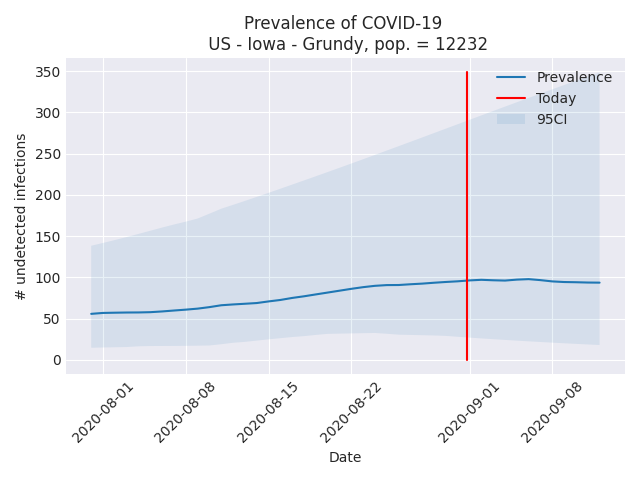 Prevalence of COVID-19
US - Iowa - Grundy, pop. = 12232
# undetected infections
350
300
250
200
150
100
50
0
Prevalence
Today
95CI
2020-08-01
2020-08-08
2020-08-15
2020-08-22
2020-09-01
2020-09-08
Date